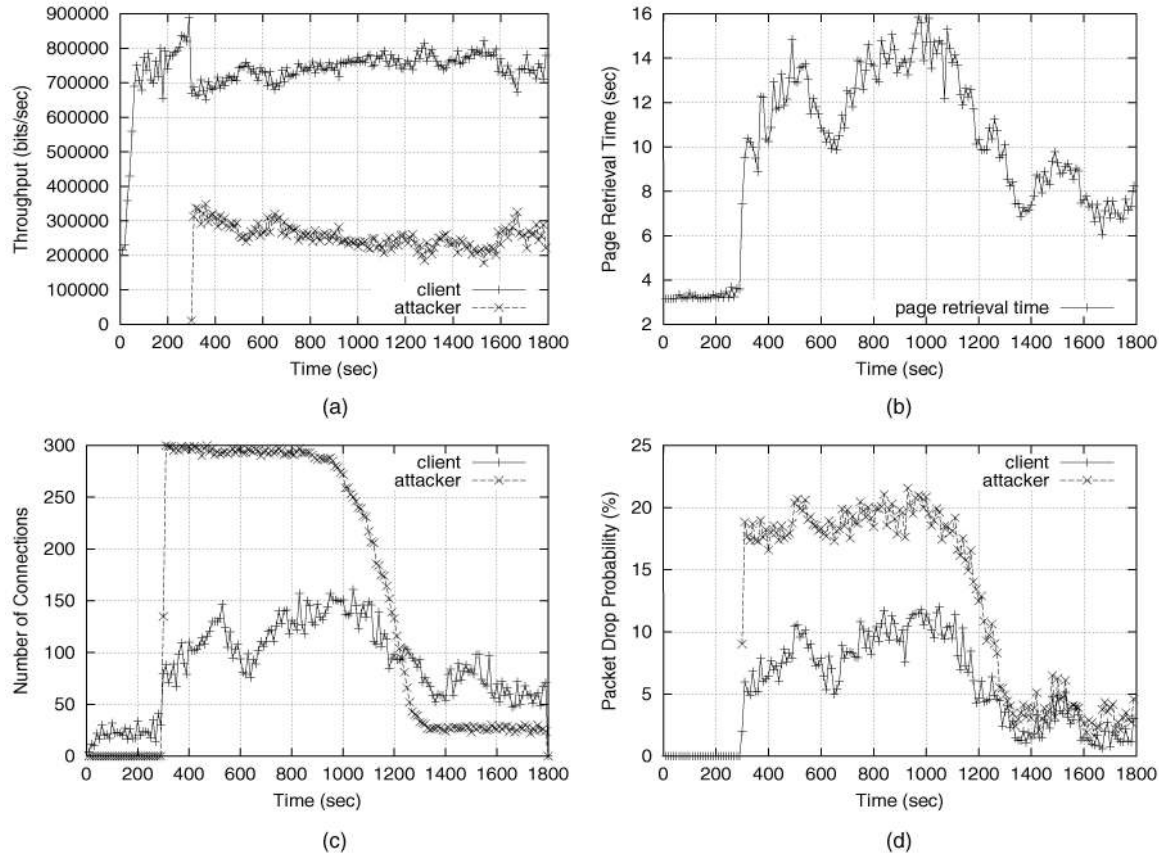 900000
800000
700000
600000
500000
400000
300000
200000
100000
0
Throughput (bits/sec)
client
attacker
0 200 400 600 800 1000 1200 1400 1600 1800
Time (sec)
(a)
16
14
12
10
8
6
4
2
Page Retrieval Time (sec)
page retrieval time
0 200 400 600 800 1000 1200 1400 1600 1800
Time (sec)
(b)
300
250
200
150
100
50
0
Number of Connections
client
attacker
0 200 400 600 800 1000 1200 1400 1600 1800
Time (sec)
(c)
25
20
15
10
5
0
Packet Drop Probability (%)
client
attacker
0 200 400 600 800 1000 1200 1400 1600 1800
Time (sec)
(d)